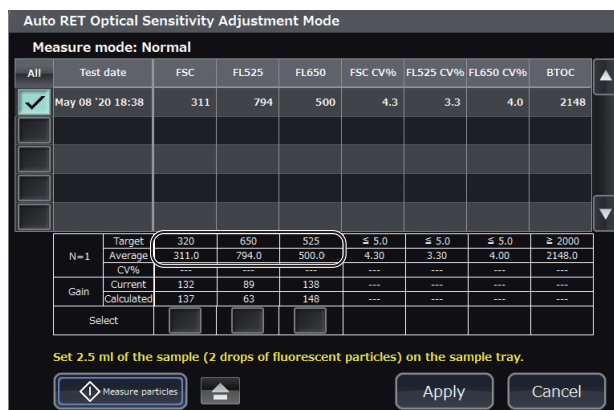 Auto RET Optical Sensitivity Adjustment Mode
Measure mode: Normal
All Test date FSC FL525 FL650 FSC CV% FL525 CV% FL650 CV% BTOC
May 08 '20 18:38 311 794 500 4.3 3.3 4.0 2148
N=1 Target 320 650 525 ≦ 5.0 ≦ 5.0 ≦ 5.0 ≧ 2000
Average 311.0 794.0 500.0 4.30 3.30 4.00 2148.0
CV% --- --- --- --- --- --- ---
Gain Current 132 89 138 --- --- --- ---
Calculated 137 63 148 --- --- --- ---
Select
Set 2.5 ml of the sample (2 drops of fluorescent particles) on the sample tray.
Measure particles Apply Cancel